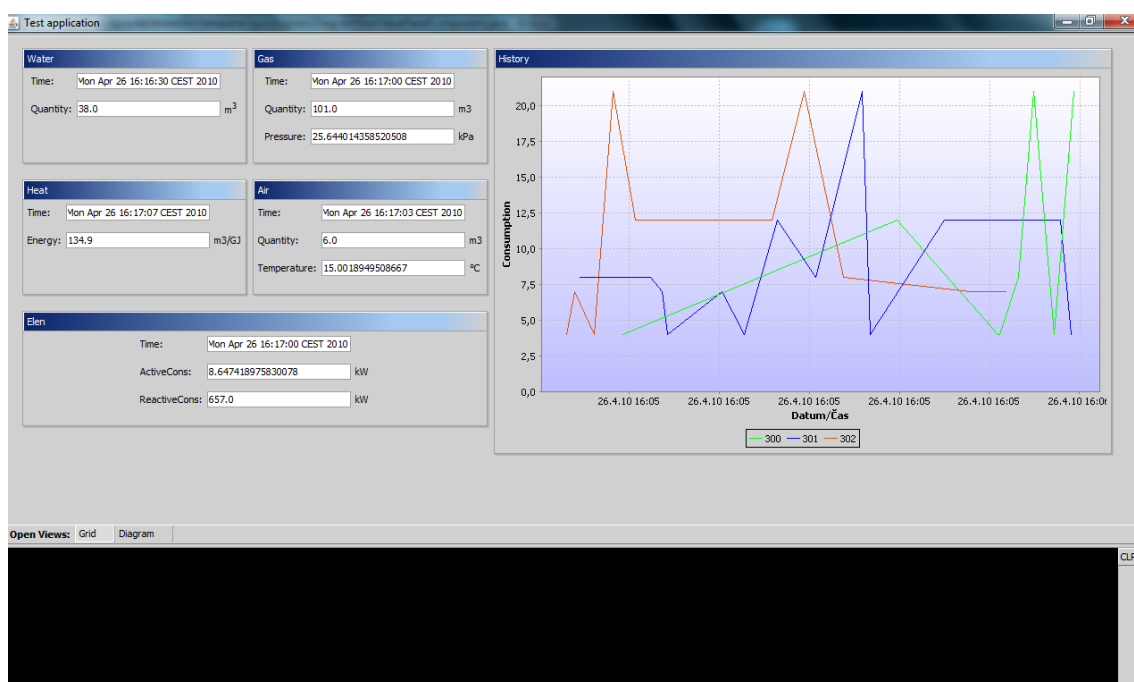 Test application
Water
Time: Mon Apr 26 16:16:30 CEST 2010
Quantity: 38.0 m³
Gas
Time: Mon Apr 26 16:17:00 CEST 2010
Quantity: 101.0 m3
Pressure: 25.644014358520508 kPa
Heat
Time: Mon Apr 26 16:17:07 CEST 2010
Energy: 134.9 m3/GJ
Air
Time: Mon Apr 26 16:17:03 CEST 2010
Quantity: 6.0 m3
Temperature: 15.0018949508667 °C
Elen
Time: Mon Apr 26 16:17:00 CEST 2010
ActiveCons: 8.647418975830078 kW
ReactiveCons: 657.0 kW
History
Consumption
20,0
17,5
15,0
12,5
10,0
7,5
5,0
2,5
0,0
26.4.10 16:05 26.4.10 16:05 26.4.10 16:05 26.4.10 16:05 26.4.10 16:05 26.4.10 16:06
Datum/Čas
300 301 302
Open Views: Grid Diagram
CLR